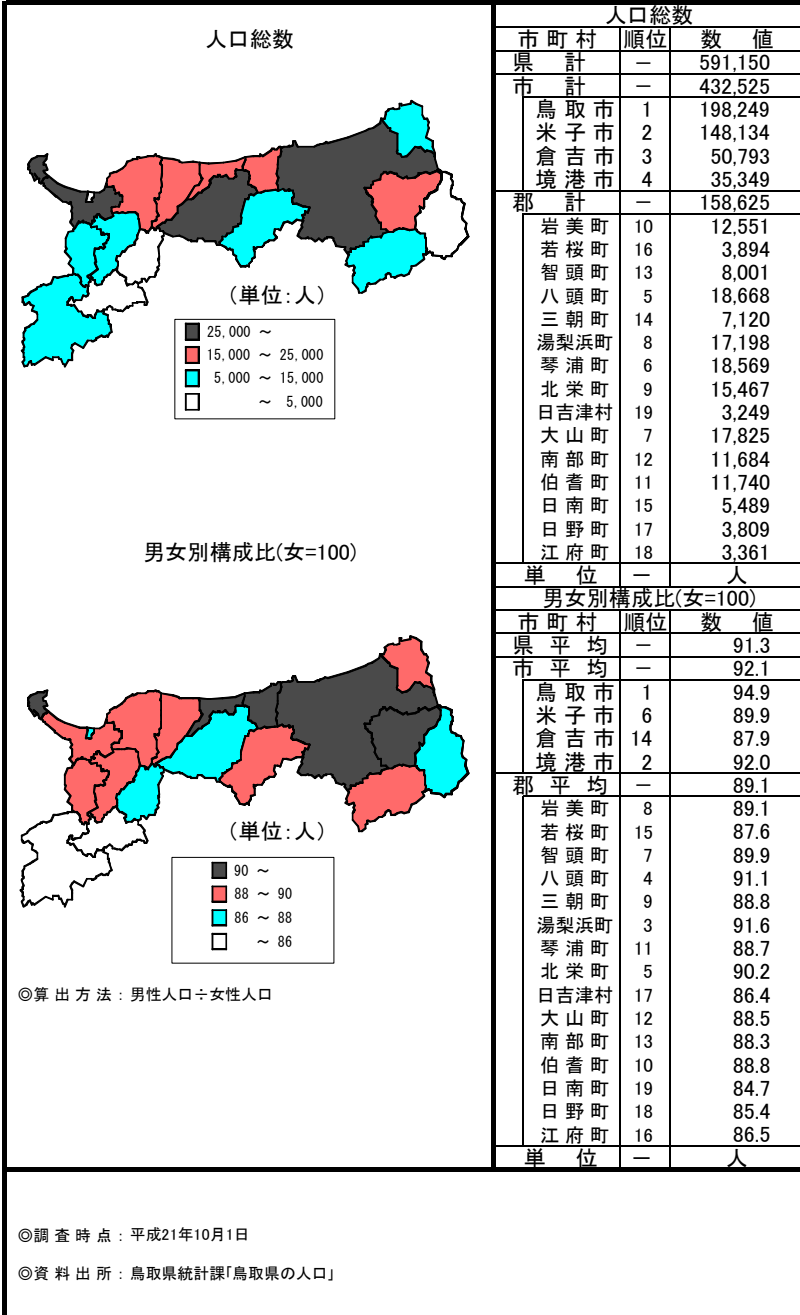 人口総数
(単位:人)
25,000 ～
15,000 ～ 25,000
5,000 ～ 15,000
～ 5,000
男女別構成比(女=100)
(単位:人)
90 ～
88 ～ 90
86 ～ 88
～ 86
◎算出方法：男性人口÷女性人口
人口総数
市町村 順位 数値
県計 － 591,150
市計 － 432,525
鳥取市 1 198,249
米子市 2 148,134
倉吉市 3 50,793
境港市 4 35,349
郡計 － 158,625
岩美町 10 12,551
若桜町 16 3,894
智頭町 13 8,001
八頭町 5 18,668
三朝町 14 7,120
湯梨浜町 8 17,198
琴浦町 6 18,569
北栄町 9 15,467
日吉津村 19 3,249
大山町 7 17,825
南部町 12 11,684
伯耆町 11 11,740
日南町 15 5,489
日野町 17 3,809
江府町 18 3,361
単位 － 人
男女別構成比(女=100)
市町村 順位 数値
県平均 － 91.3
市平均 － 92.1
鳥取市 1 94.9
米子市 6 89.9
倉吉市 14 87.9
境港市 2 92.0
郡平均 － 89.1
岩美町 8 89.1
若桜町 15 87.6
智頭町 7 89.9
八頭町 4 91.1
三朝町 9 88.8
湯梨浜町 3 91.6
琴浦町 11 88.7
北栄町 5 90.2
日吉津村 17 86.4
大山町 12 88.5
南部町 13 88.3
伯耆町 10 88.8
日南町 19 84.7
日野町 18 85.4
江府町 16 86.5
単位 － 人
◎調査時点：平成21年10月1日
◎資料出所：鳥取県統計課「鳥取県の人口」